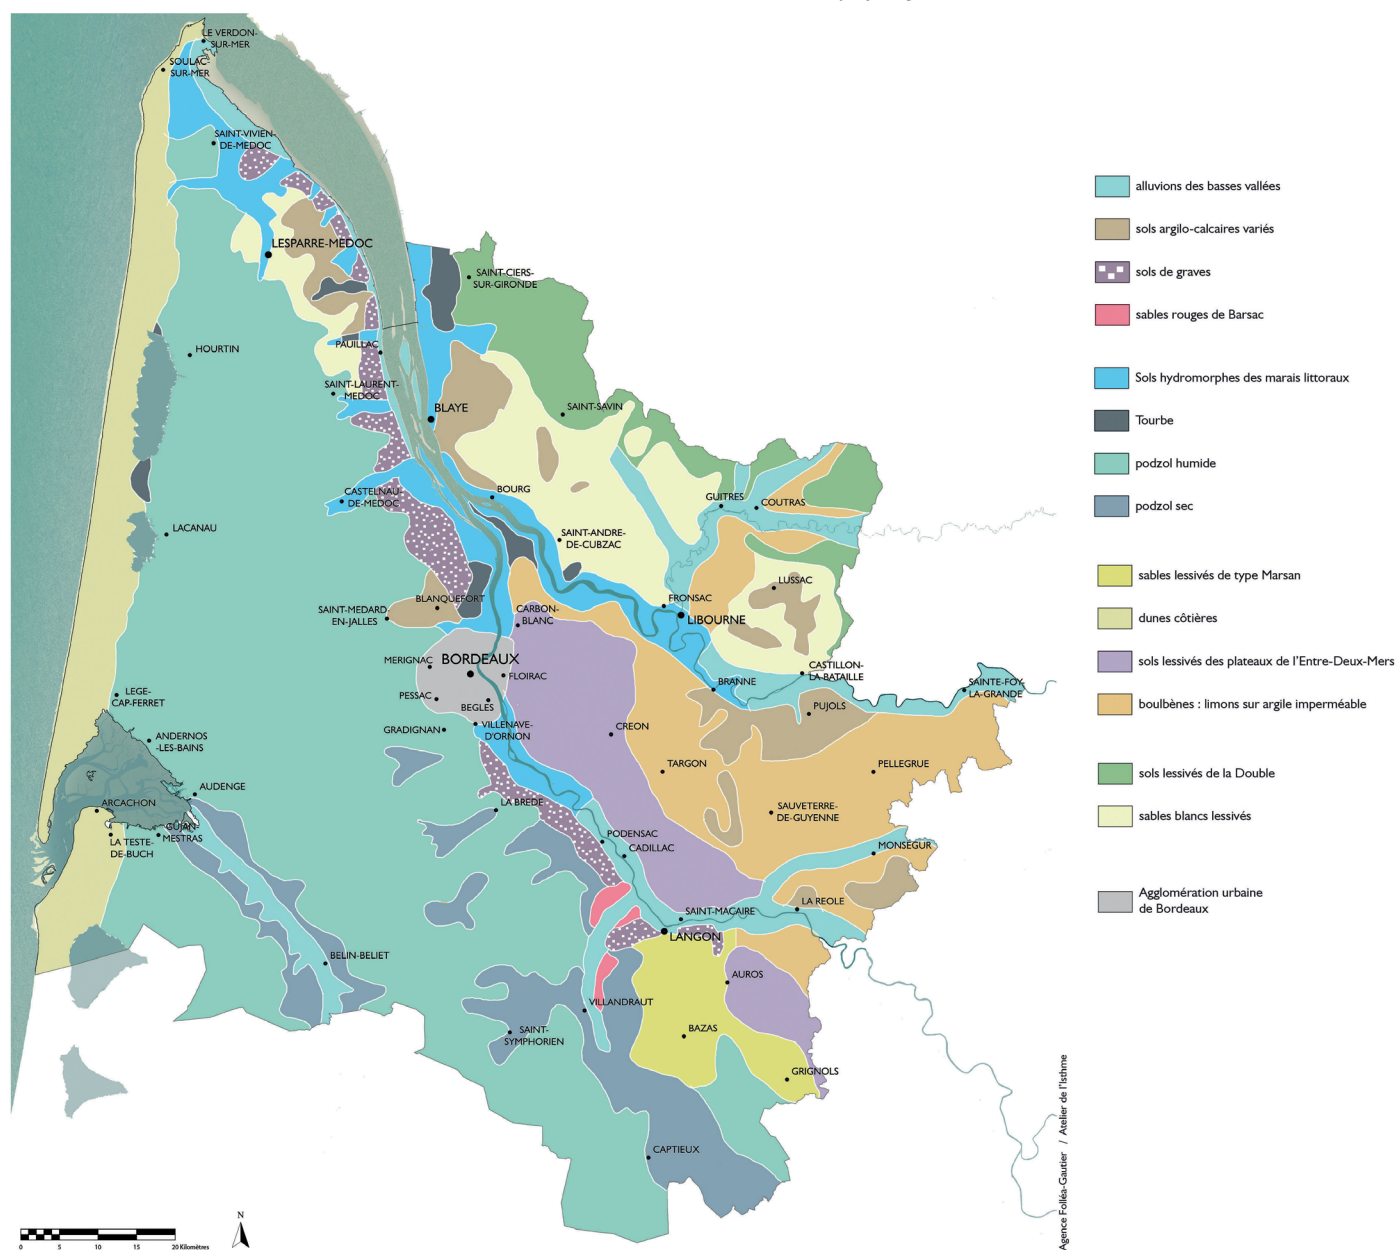 LE VERDON-
SUR-MER
SOULAC-
SUR-MER
SAINT-VIVIEN-
DE-MEDOC
LESPARRE-MEDOC
SAINT-CIERS-
SUR-GIRONDE
HOURTIN
PAUILLAC
SAINT-LAURENT-
MEDOC
BLAYE
SAINT-SAVIN
CASTELNAU-
DE-MEDOC
BOURG
GUITRES
COUTRAS
LACANAU
SAINT-ANDRE-
DE-CUBZAC
LUSSAC
BLANQUEFORT
FRONSAC
SAINT-MEDARD-
EN-JALLES
CARBON-
BLANC
LIBOURNE
MERIGNAC
BORDEAUX
FLOIRAC
CASTILLON-
LA-BATAILLE
BRANNE
SAINTE-FOY-
LA-GRANDE
LEGE-
CAP-FERRET
PESSAC
BEGLES
PUJOLS
GRADIGNAN
VILLENAVE-
D'ORNON
CREON
ANDERNOS
-LES-BAINS
TARGON
PELLEGRUE
AUDENGE
ARCACHON
LA BREDE
SAUVETERRE-
DE-GUYENNE
GUJAN-
MESTRAS
LA TESTE-
DE-BUCH
PODENSAC
CADILLAC
MONSEGUR
LA REOLE
SAINT-MACAIRE
LANGON
BELIN-BELIET
AUROS
VILLANDRAUT
SAINT-
SYMPHORIEN
BAZAS
GRIGNOLS
CAPTIEUX
alluvions des basses vallées
sols argilo-calcaires variés
sols de graves
sables rouges de Barsac
Sols hydromorphes des marais littoraux
Tourbe
podzol humide
podzol sec
sables lessivés de type Marsan
dunes côtières
sols lessivés des plateaux de l'Entre-Deux-Mers
boulbènes : limons sur argile imperméable
sols lessivés de la Double
sables blancs lessivés
Agglomération urbaine
de Bordeaux
Agence Folléa-Gautier / Atelier de l'Isthme
N
0 5 10 15 20 Kilomètres